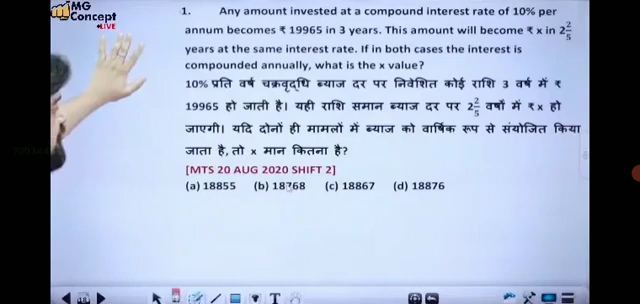 MG
Concept
LIVE
1. Any amount invested at a compound interest rate of 10% per
annum becomes ₹ 19965 in 3 years. This amount will become ₹ x in 2 2/5
years at the same interest rate. If in both cases the interest is
compounded annually, what is the x value?
10% प्रति वर्ष चक्रवृद्धि ब्याज दर पर निवेशित कोई राशि 3 वर्ष में ₹
19965 हो जाती है। यही राशि समान ब्याज दर पर 2 2/5 वर्षों में ₹ x हो
जाएगी। यदि दोनों ही मामलों में ब्याज को वार्षिक रूप से संयोजित किया
जाता है, तो x मान कितना है?
[MTS 20 AUG 2020 SHIFT 2]
(a) 18855 (b) 18768 (c) 18867 (d) 18876